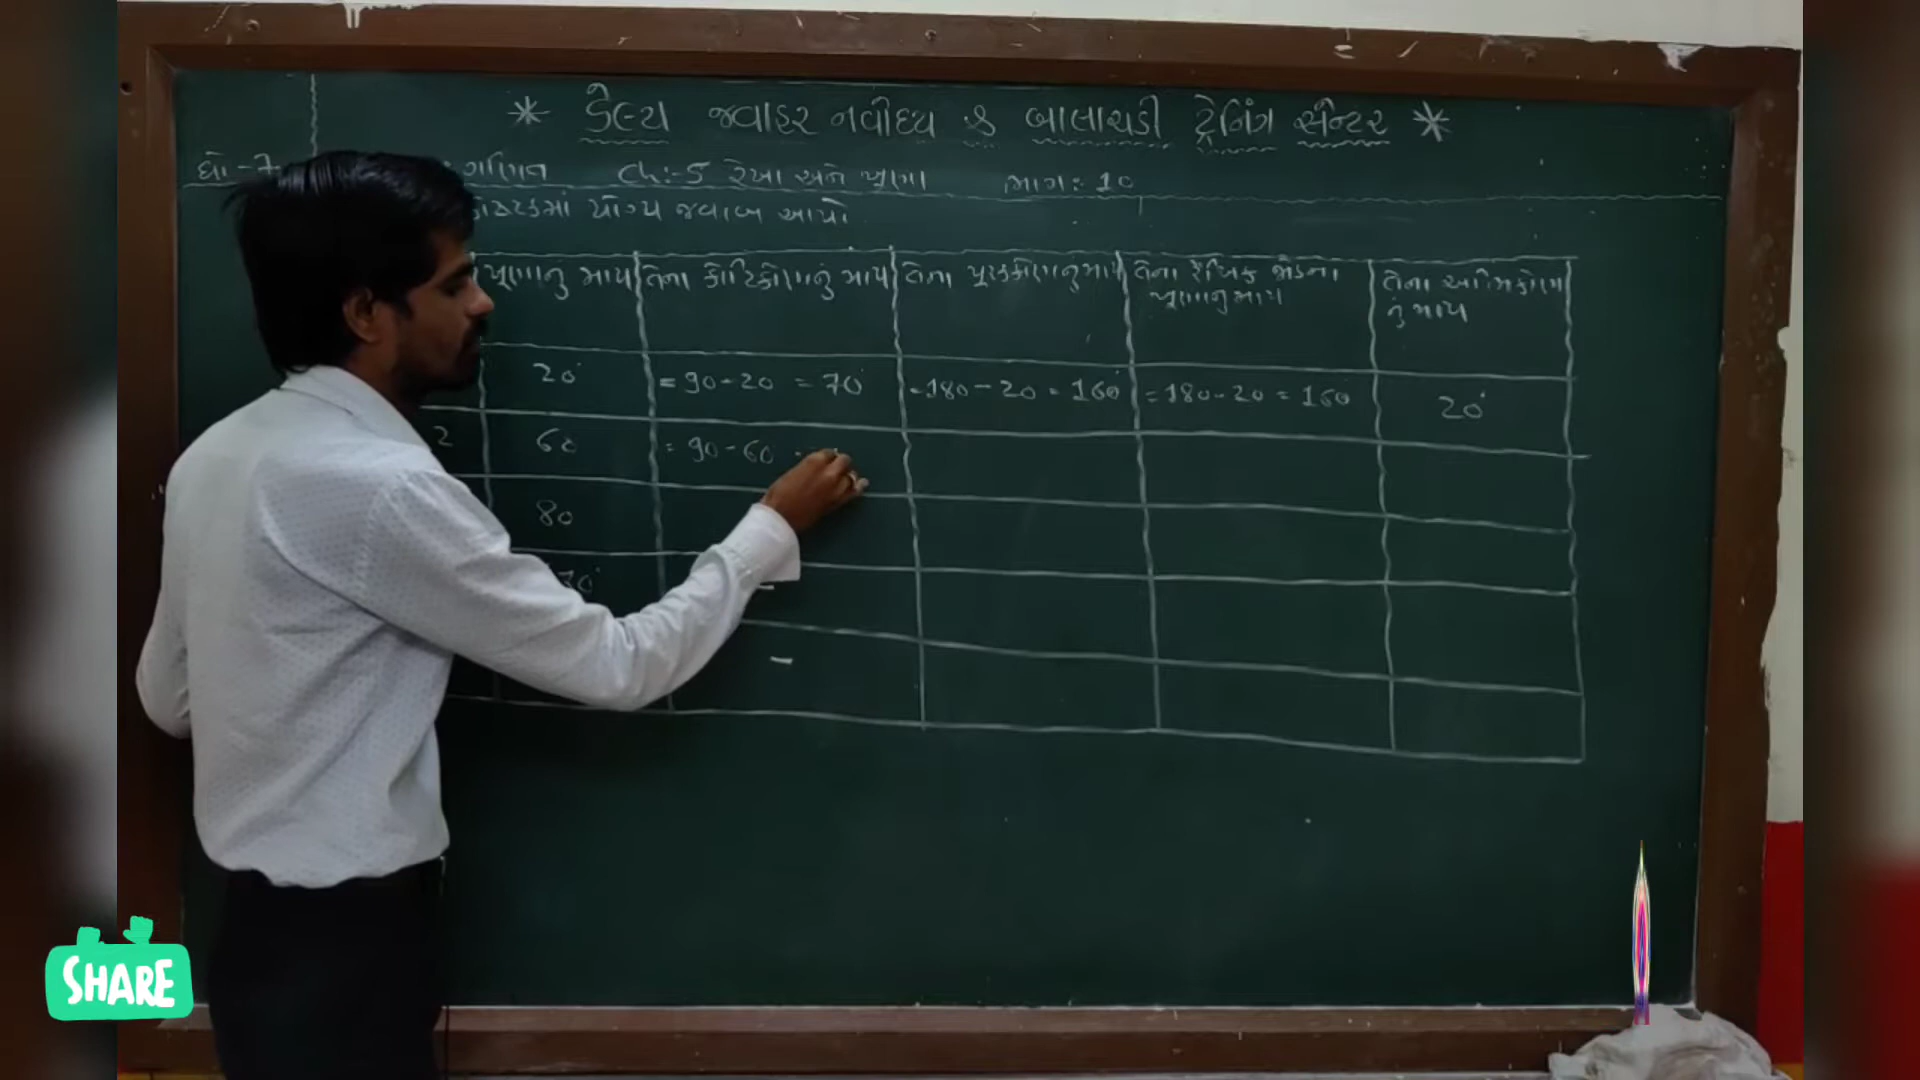 * ડેલ્ટા જવાહર નવોદય & બાલાચડી ટ્રેનિંગ સેન્ટર *
ધો - 7 ગણિત Ch:- 5 રેખા અને ખૂણા ભાગ: 10
કોષ્ટકમાં યોગ્ય જવાબ આપો
ખૂણાનું માપ તેના કોટિકોણનું માપ તેના પૂરકકોણનું માપ તેના રૈખિક જોડના ખૂણાનું માપ તેના અભિકોણનું માપ
20° = 90 - 20 = 70° = 180 - 20 = 160° = 180 - 20 = 160° 20°
2 60 = 90 - 60
80
-
-
SHARE